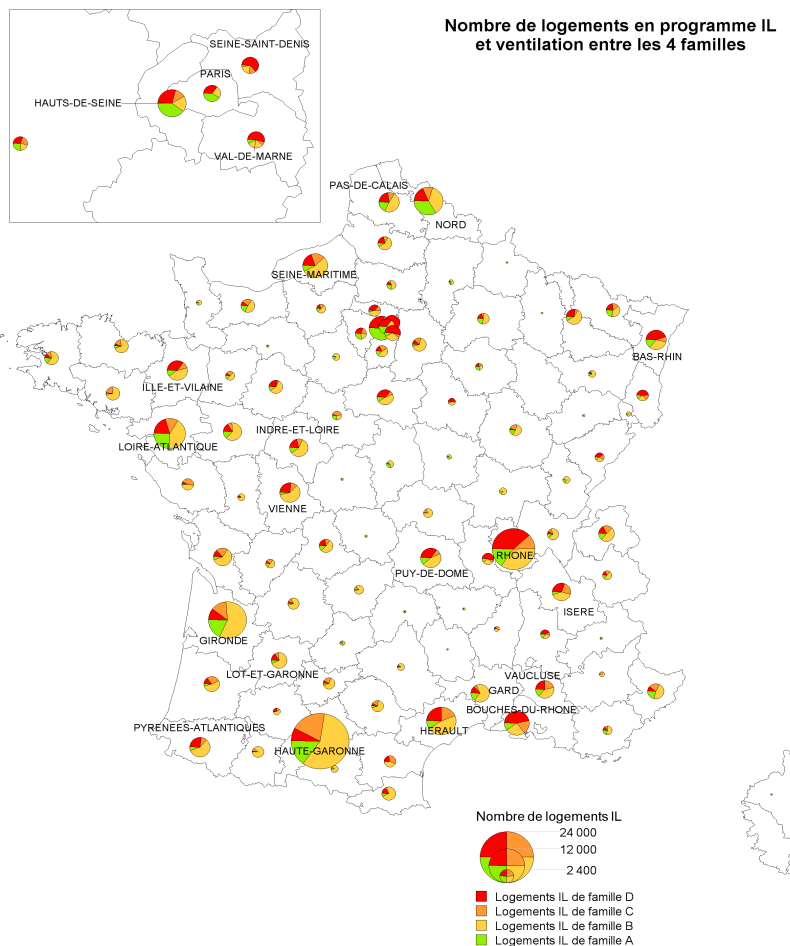 Nombre de logements en programme IL
et ventilation entre les 4 familles
SEINE-SAINT-DENIS
PARIS
HAUTS-DE-SEINE
VAL-DE-MARNE
PAS-DE-CALAIS
NORD
SEINE-MARITIME
BAS-RHIN
ILLE-ET-VILAINE
INDRE-ET-LOIRE
LOIRE-ATLANTIQUE
VIENNE
RHONE
PUY-DE-DOME
ISERE
GIRONDE
LOT-ET-GARONNE
VAUCLUSE
GARD
BOUCHES-DU-RHONE
PYRENEES-ATLANTIQUES
HERAULT
HAUTE-GARONNE
Nombre de logements IL
24 000
12 000
2 400
Logements IL de famille D
Logements IL de famille C
Logements IL de famille B
Logements IL de famille A